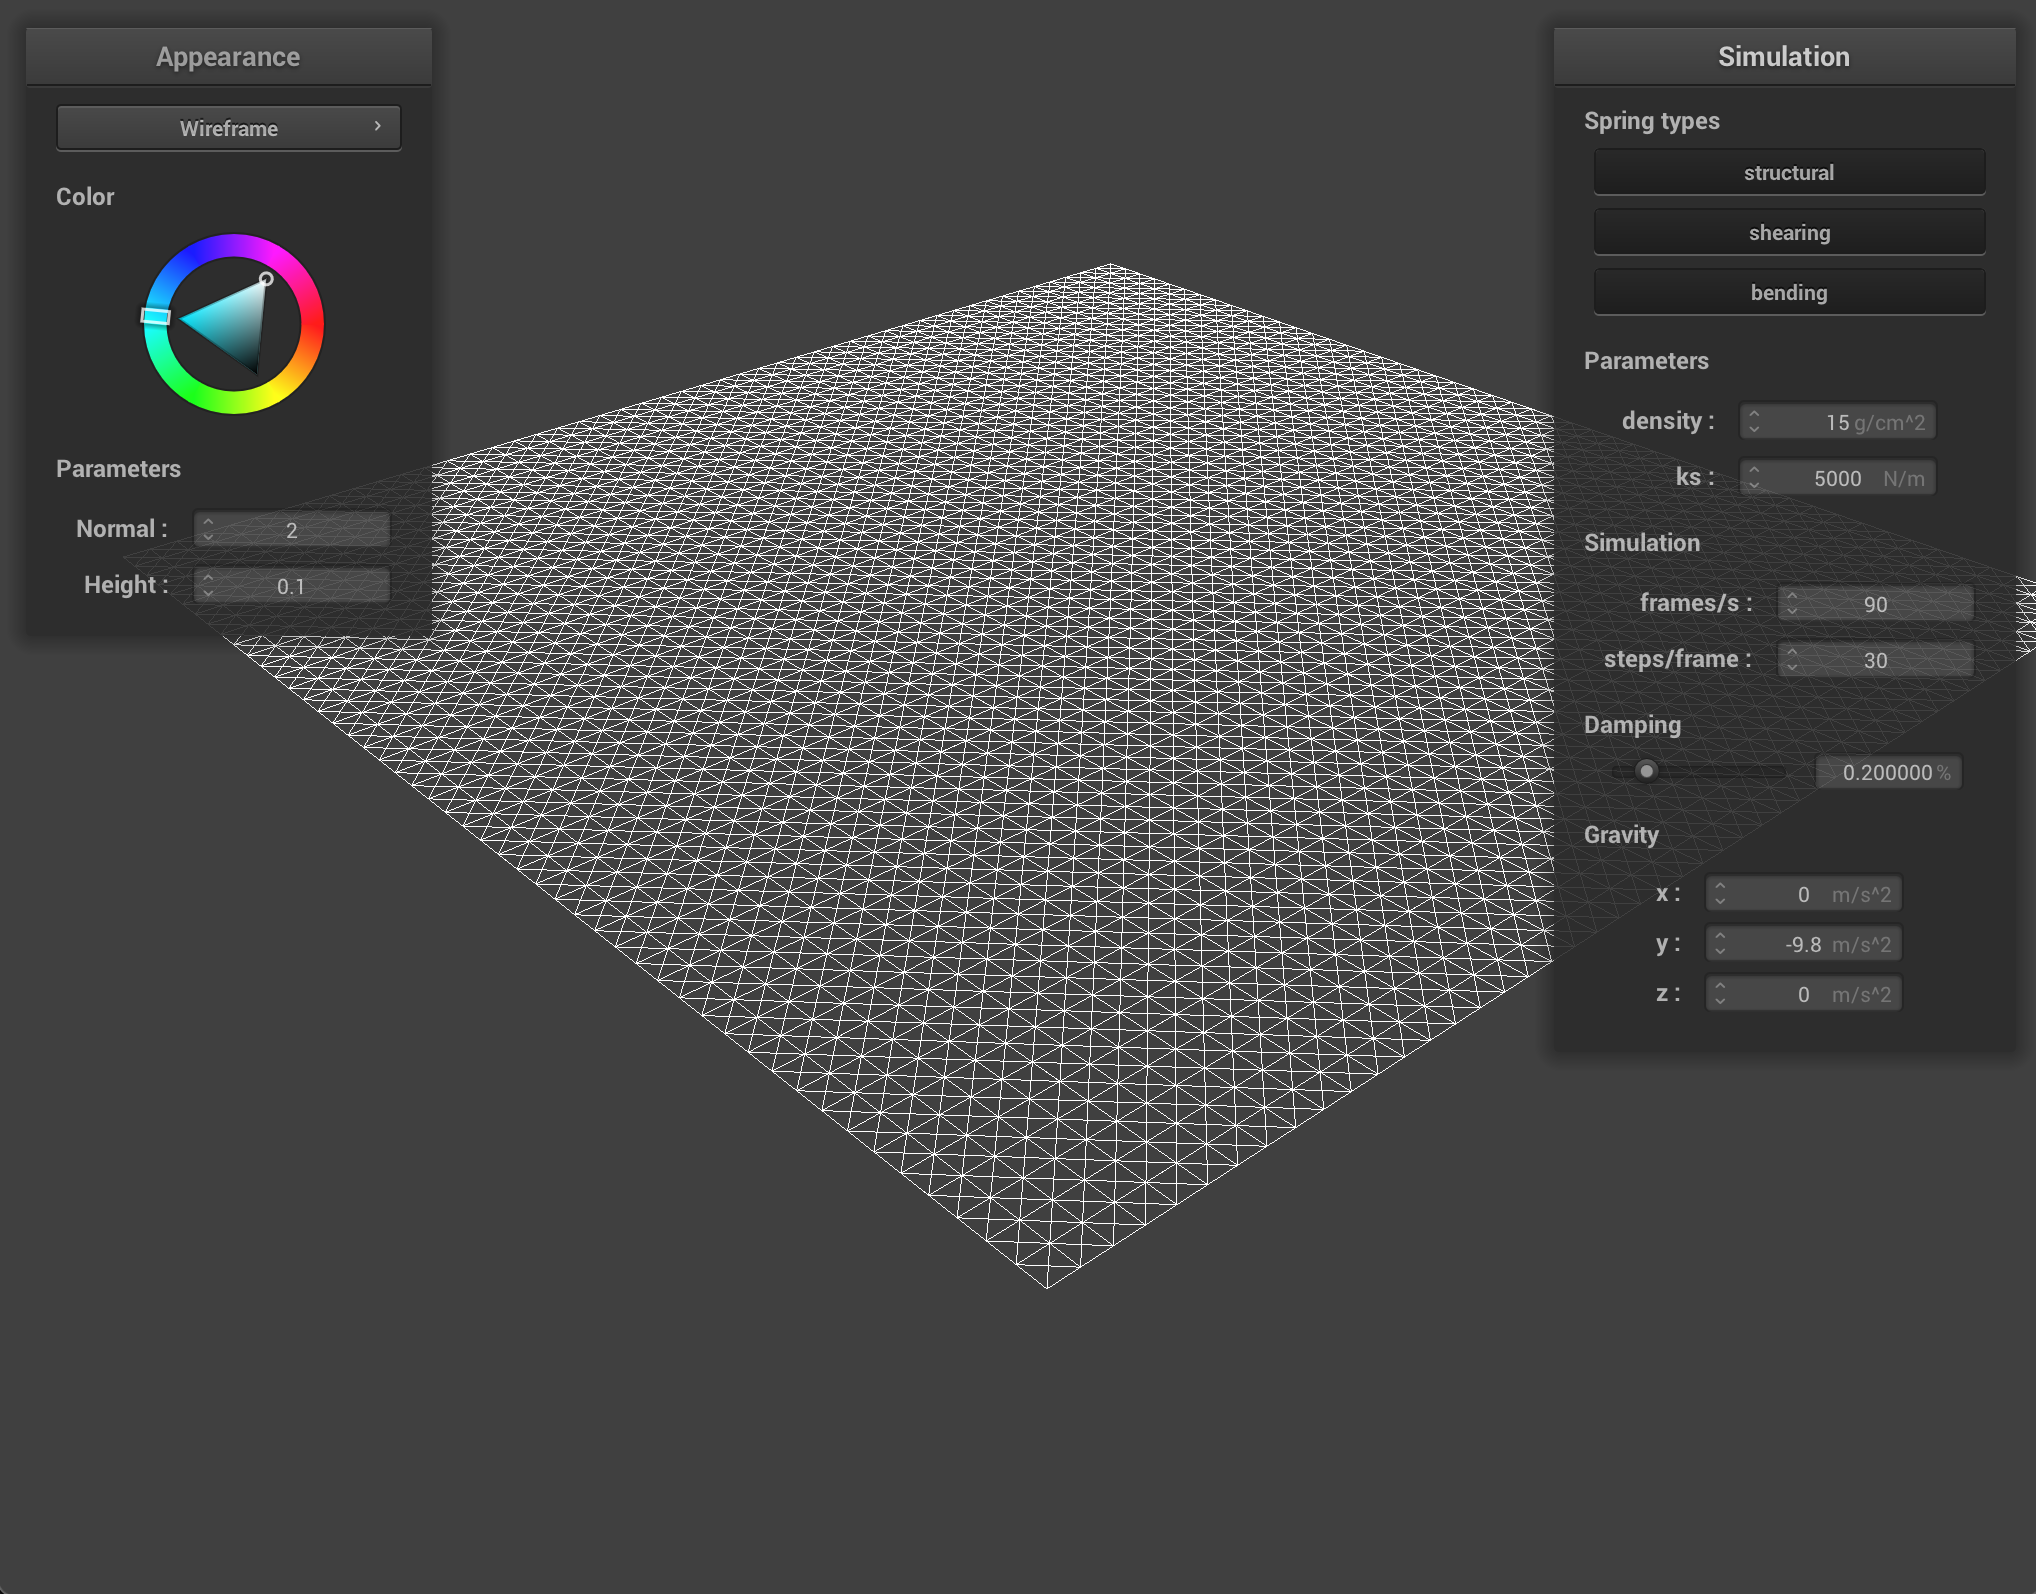 Appearance
Wireframe
Color
Parameters
Normal : 2
Height : 0.1
Simulation
Spring types
structural
shearing
bending
Parameters
density : 15 g/cm^2
ks : 5000 N/m
Simulation
frames/s : 90
steps/frame : 30
Damping
0.200000 %
Gravity
x : 0 m/s^2
y : -9.8 m/s^2
z : 0 m/s^2